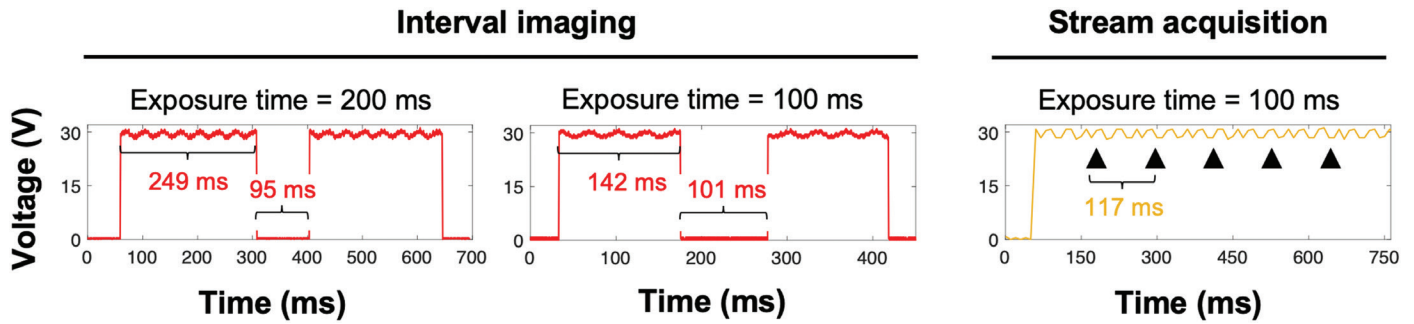 Interval imaging
Stream acquisition
Exposure time = 200 ms
Exposure time = 100 ms
Exposure time = 100 ms
Voltage (V)
30
15
0
249 ms
95 ms
0 100 200 300 400 500 600 700
Time (ms)
30
15
0
142 ms
101 ms
0 100 200 300 400
Time (ms)
30
15
0
117 ms
0 150 300 450 600 750
Time (ms)